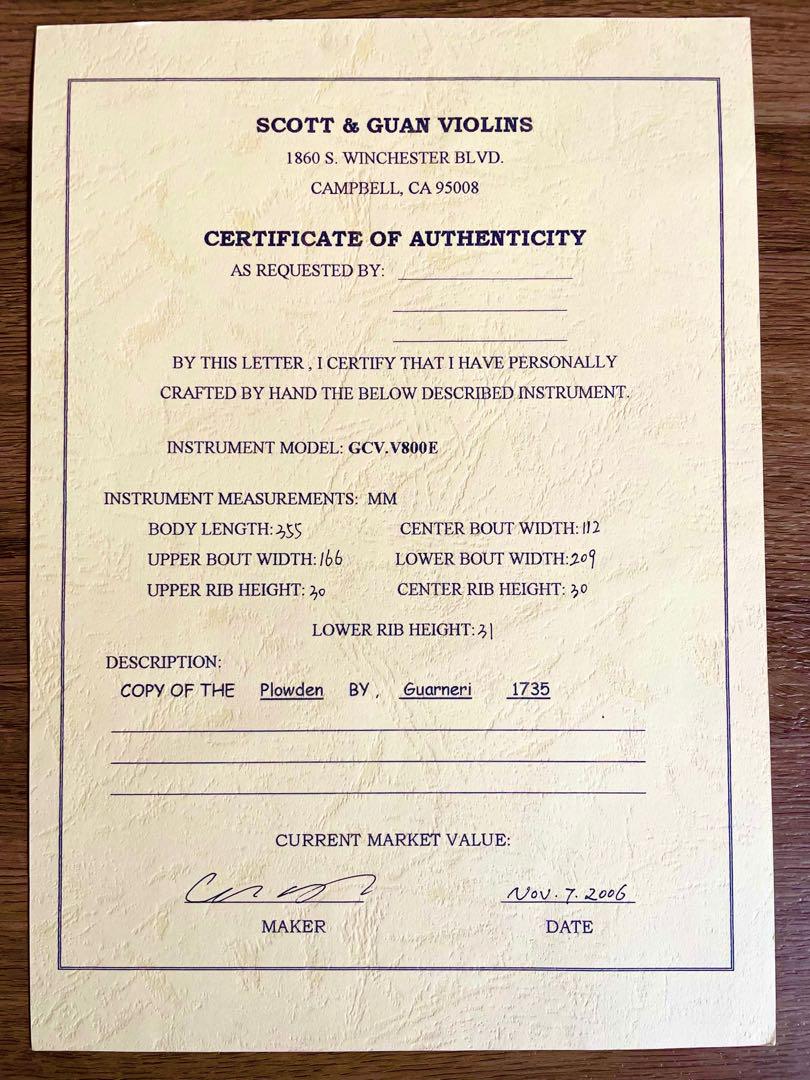 SCOTT & GUAN VIOLINS
1860 S. WINCHESTER BLVD.
CAMPBELL, CA 95008
CERTIFICATE OF AUTHENTICITY
AS REQUESTED BY:
BY THIS LETTER , I CERTIFY THAT I HAVE PERSONALLY
CRAFTED BY HAND THE BELOW DESCRIBED INSTRUMENT.
INSTRUMENT MODEL: GCV.V800E
INSTRUMENT MEASUREMENTS: MM
BODY LENGTH: 355 CENTER BOUT WIDTH: 112
UPPER BOUT WIDTH: 166 LOWER BOUT WIDTH: 209
UPPER RIB HEIGHT: 30 CENTER RIB HEIGHT: 30
LOWER RIB HEIGHT: 31
DESCRIPTION:
COPY OF THE Plowden BY , Guarneri 1735
CURRENT MARKET VALUE:
Nov. 7. 2006
MAKER DATE